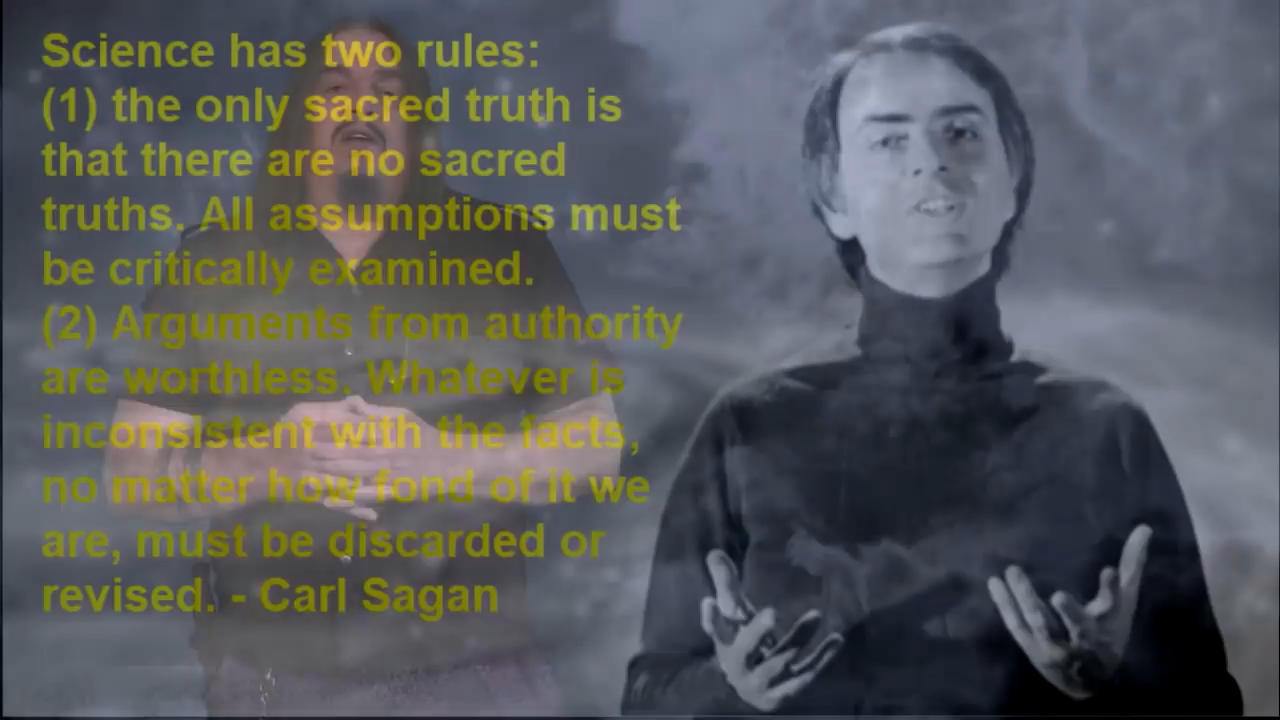 Science has two rules:
(1) the only sacred truth is
that there are no sacred
truths. All assumptions must
be critically examined.
(2) Arguments from authority
are worthless. Whatever is
inconsistent with the facts,
no matter how fond of it we
are, must be discarded or
revised. - Carl Sagan